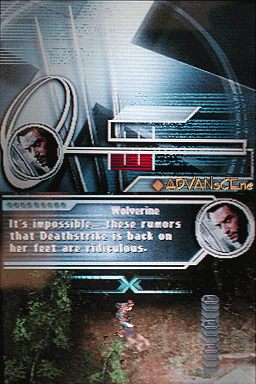 ADVANsCEne
Wolverine
It's impossible - these rumors
that Deathstrike is back on
her feet are ridiculous.
X